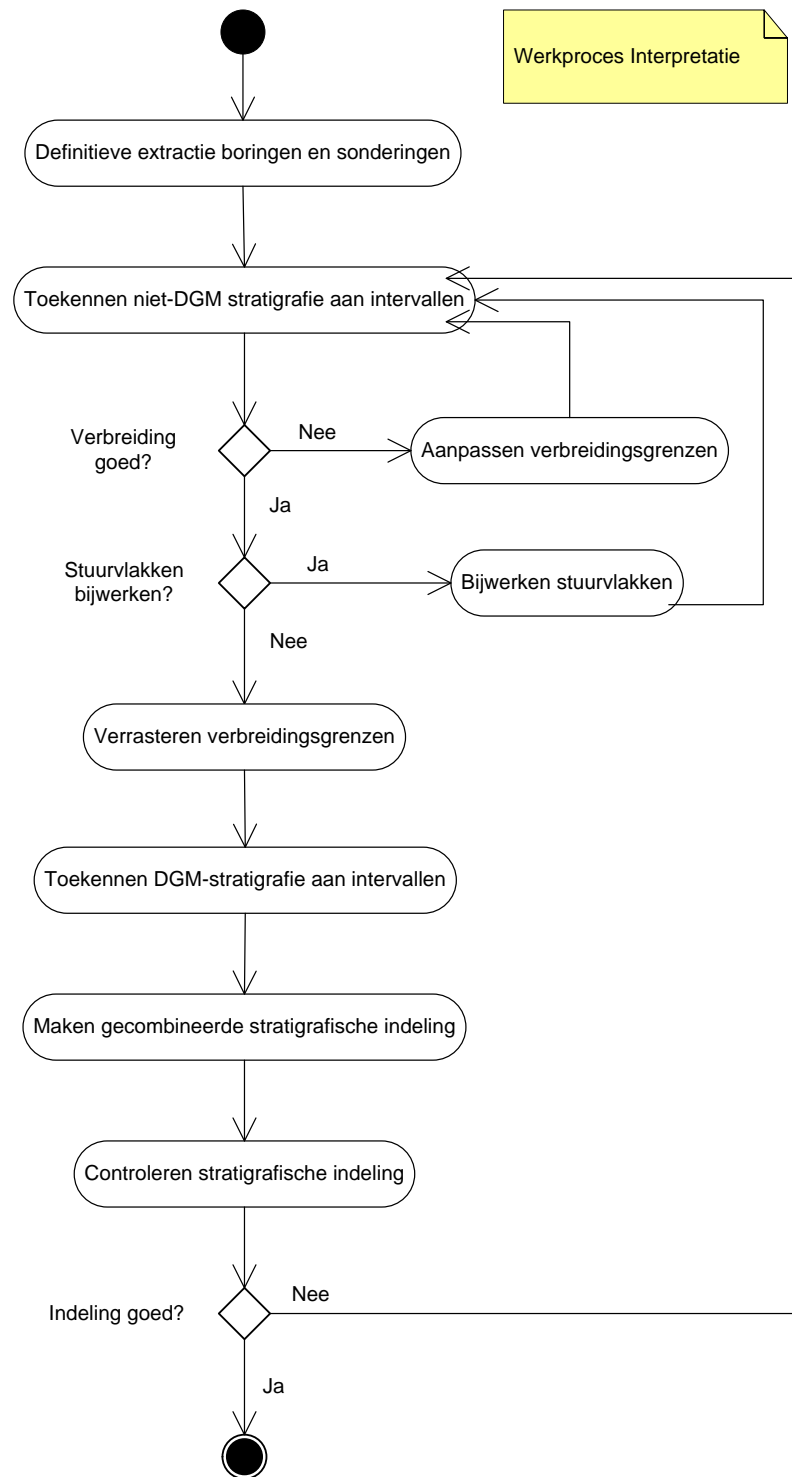 Werkproces Interpretatie
Definitieve extractie boringen en sonderingen
Toekennen niet-DGM stratigrafie aan intervallen
Verbreiding
goed?
Nee
Aanpassen verbreidingsgrenzen
Ja
Stuurvlakken
bijwerken?
Ja
Bijwerken stuurvlakken
Nee
Verrasteren verbreidingsgrenzen
Toekennen DGM-stratigrafie aan intervallen
Maken gecombineerde stratigrafische indeling
Controleren stratigrafische indeling
Indeling goed?
Nee
Ja